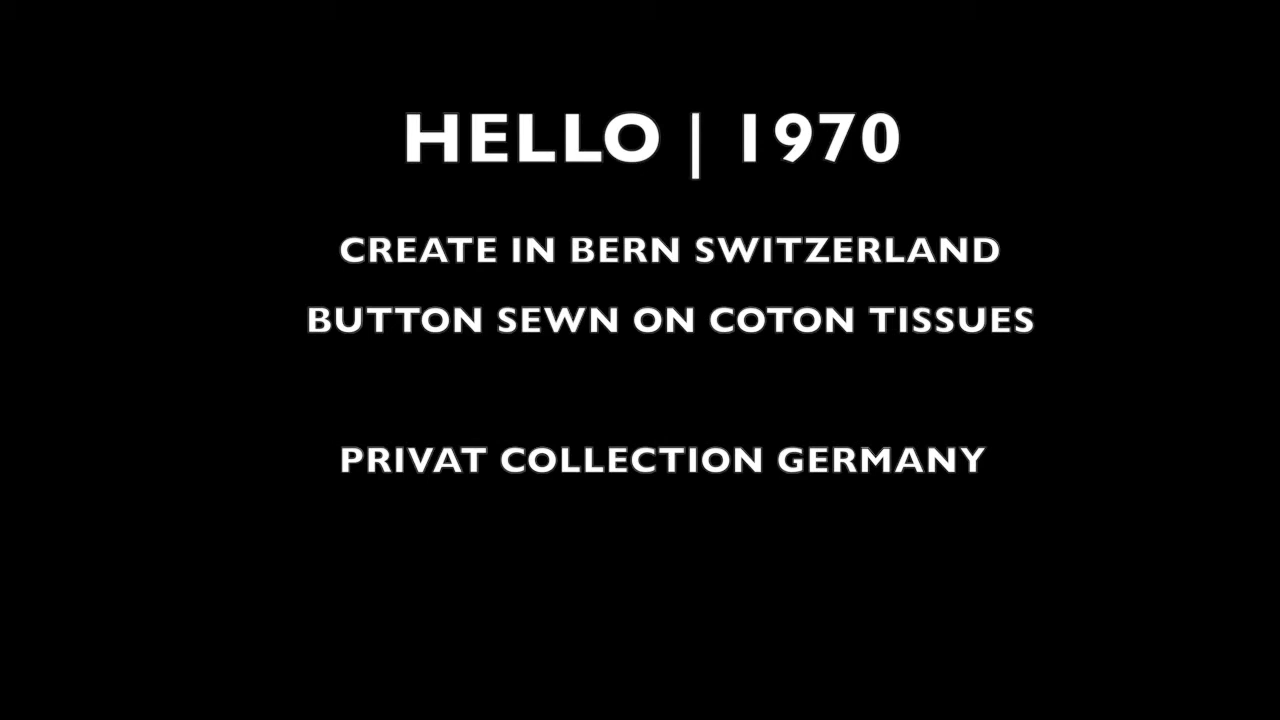 HELLO | 1970
CREATE IN BERN SWITZERLAND
BUTTON SEWN ON COTON TISSUES
PRIVAT COLLECTION GERMANY